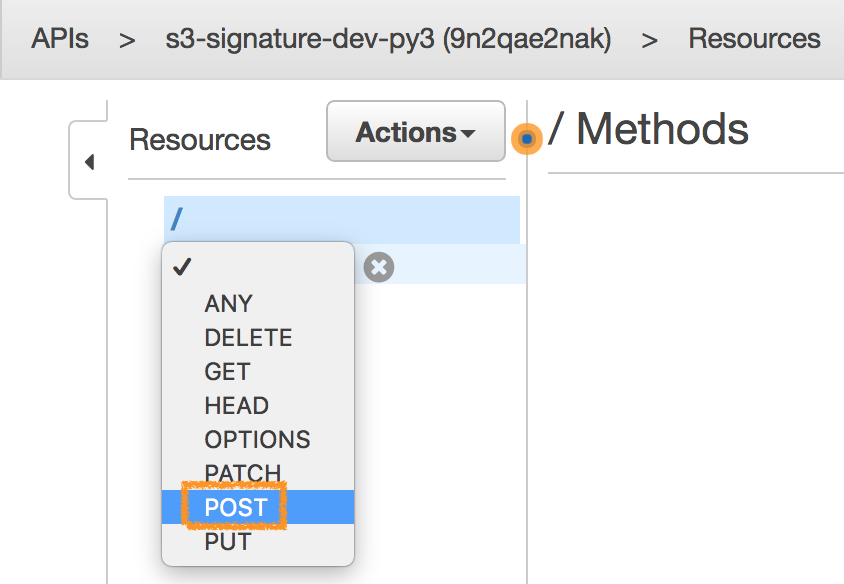 APIs > s3-signature-dev-py3 (9n2qae2nak) > Resources
Resources
Actions
/ Methods
/
ANY
DELETE
GET
HEAD
OPTIONS
PATCH
POST
PUT